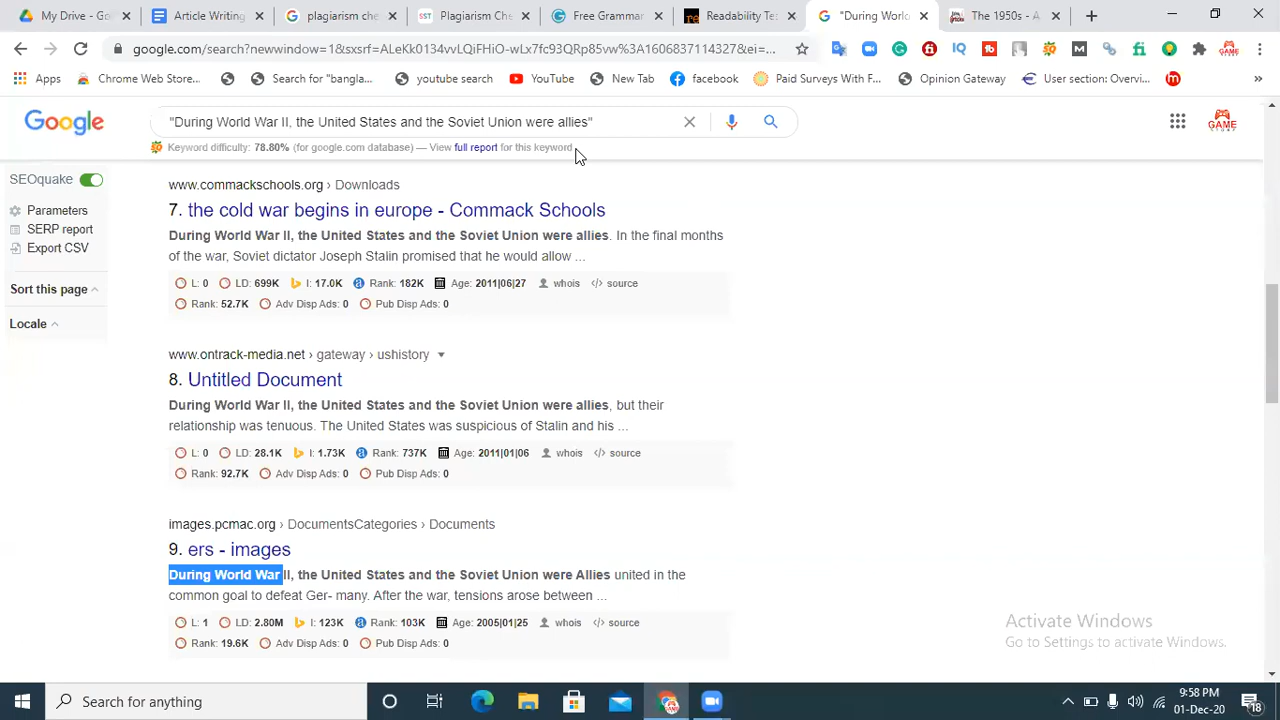 My Drive - Go
Article Writing
plagiarism che
Plagiarism Che
Free Grammar
Readability Te
"During World
The 1950s - A
google.com/search?newwindow=1&sxsrf=ALeKk0134vvLQiFHiO-wLx7fc93QRp85vw%3A1606837114327&ei=...
Apps
Chrome Web Store...
Search for "bangla...
youtube search
YouTube
New Tab
facebook
Paid Surveys With F...
Opinion Gateway
User section: Overvi...
»
Google
"During World War II, the United States and the Soviet Union were allies"
Keyword difficulty: 78.80% (for google.com database) — View full report for this keyword
SEOquake
Parameters
SERP report
Export CSV
Sort this page
Locale
www.commackschools.org › Downloads
7. the cold war begins in europe - Commack Schools
During World War II, the United States and the Soviet Union were allies. In the final months
of the war, Soviet dictator Joseph Stalin promised that he would allow ...
L: 0 LD: 699K I: 17.0K Rank: 182K Age: 2011|06|27 whois </> source
Rank: 52.7K Adv Disp Ads: 0 Pub Disp Ads: 0
www.ontrack-media.net › gateway › ushistory
8. Untitled Document
During World War II, the United States and the Soviet Union were allies, but their
relationship was tenuous. The United States was suspicious of Stalin and his ...
L: 0 LD: 28.1K I: 1.73K Rank: 737K Age: 2011|01|06 whois </> source
Rank: 92.7K Adv Disp Ads: 0 Pub Disp Ads: 0
images.pcmac.org › DocumentsCategories › Documents
9. ers - images
During World War II, the United States and the Soviet Union were Allies united in the
common goal to defeat Ger- many. After the war, tensions arose between ...
L: 1 LD: 2.80M I: 123K Rank: 103K Age: 2005|01|25 whois </> source
Rank: 19.6K Adv Disp Ads: 0 Pub Disp Ads: 0
Activate Windows
Go to Settings to activate Windows.
Search for anything
9:58 PM
01-Dec-20
18